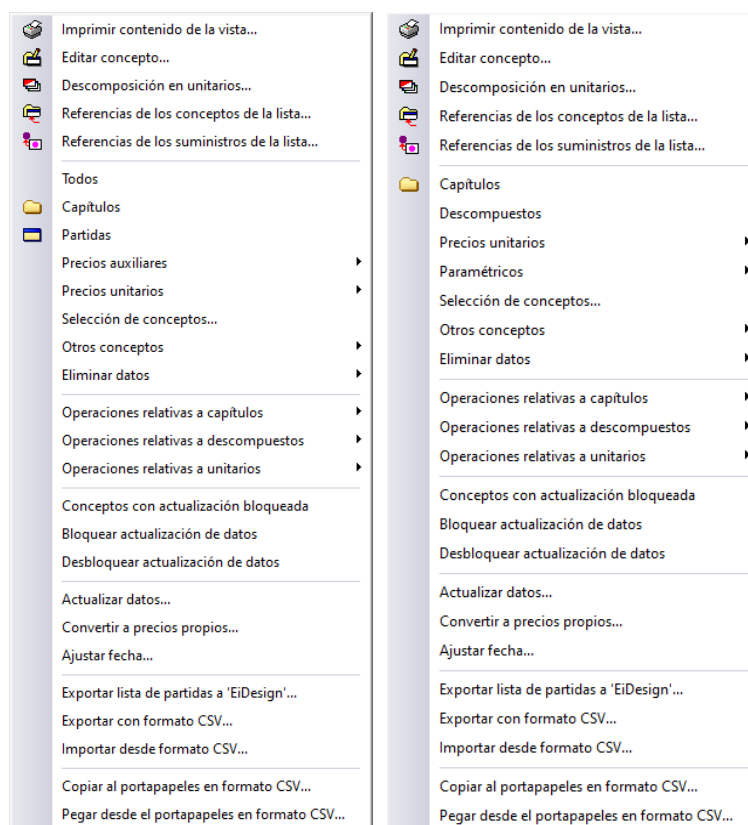 Imprimir contenido de la vista...
Editar concepto...
Descomposición en unitarios...
Referencias de los conceptos de la lista...
Referencias de los suministros de la lista...
Todos
Capítulos
Partidas
Precios auxiliares
Precios unitarios
Selección de conceptos...
Otros conceptos
Eliminar datos
Operaciones relativas a capítulos
Operaciones relativas a descompuestos
Operaciones relativas a unitarios
Conceptos con actualización bloqueada
Bloquear actualización de datos
Desbloquear actualización de datos
Actualizar datos...
Convertir a precios propios...
Ajustar fecha...
Exportar lista de partidas a 'EiDesign'...
Exportar con formato CSV...
Importar desde formato CSV...
Copiar al portapapeles en formato CSV...
Pegar desde el portapapeles en formato CSV...
Imprimir contenido de la vista...
Editar concepto...
Descomposición en unitarios...
Referencias de los conceptos de la lista...
Referencias de los suministros de la lista...
Capítulos
Descompuestos
Precios unitarios
Paramétricos
Selección de conceptos...
Otros conceptos
Eliminar datos
Operaciones relativas a capítulos
Operaciones relativas a descompuestos
Operaciones relativas a unitarios
Conceptos con actualización bloqueada
Bloquear actualización de datos
Desbloquear actualización de datos
Actualizar datos...
Convertir a precios propios...
Ajustar fecha...
Exportar lista de partidas a 'EiDesign'...
Exportar con formato CSV...
Importar desde formato CSV...
Copiar al portapapeles en formato CSV...
Pegar desde el portapapeles en formato CSV...